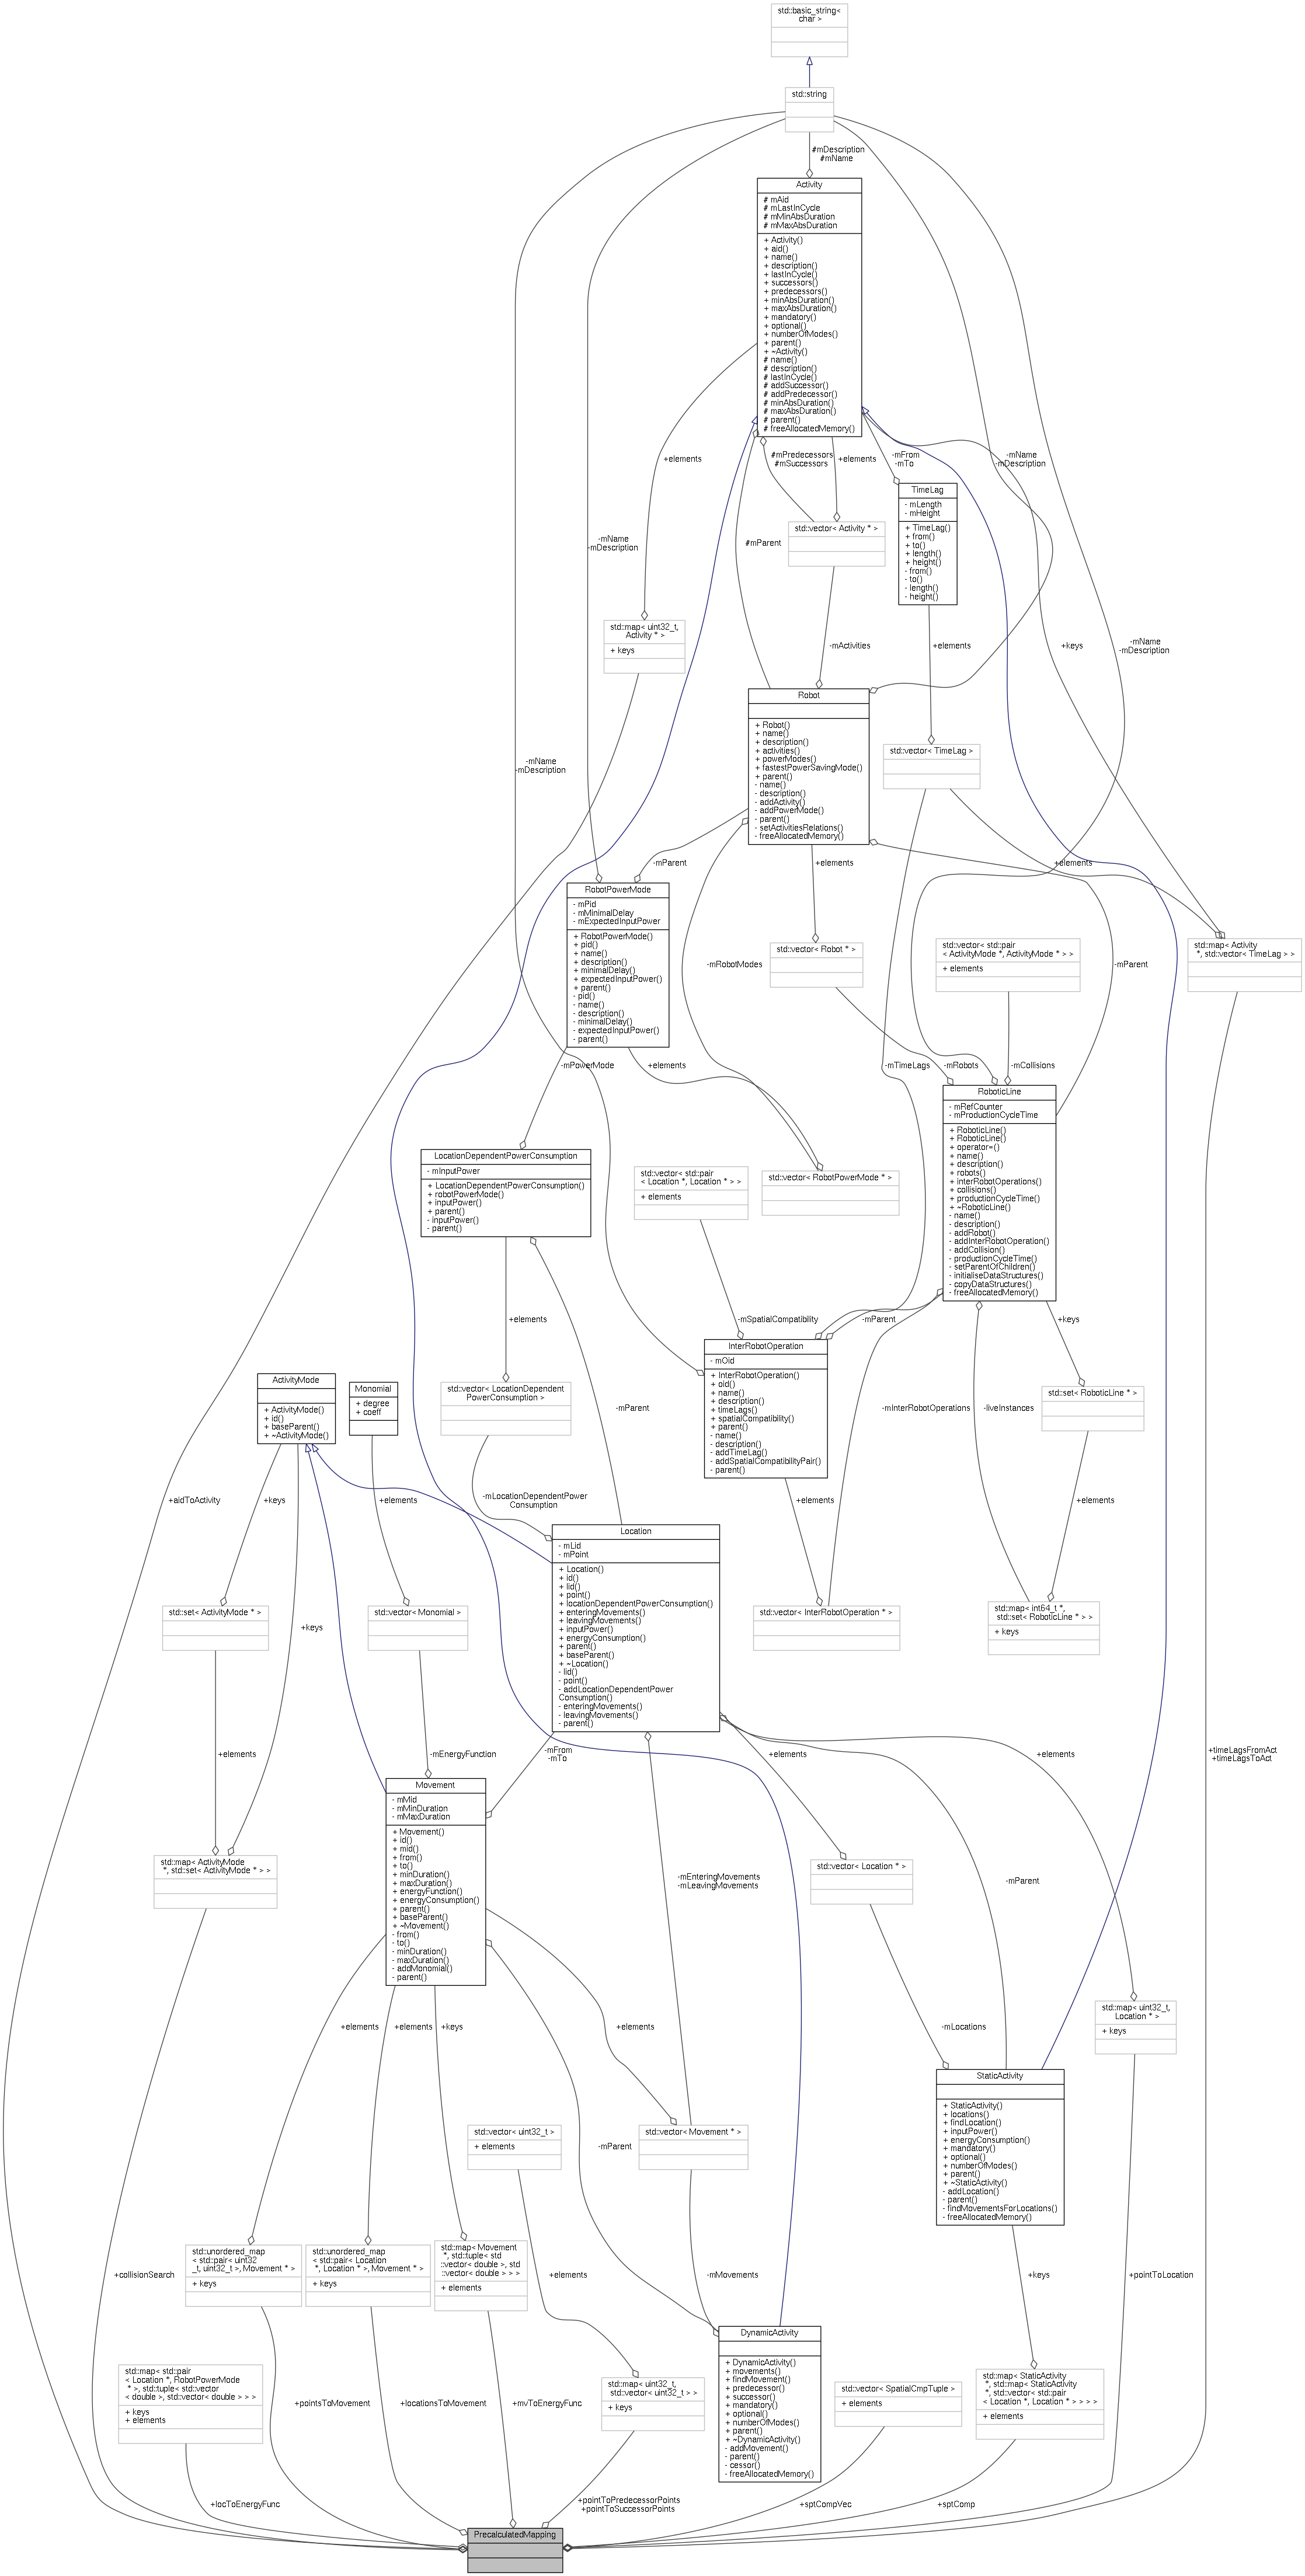 std::basic_string<
char >
std::string
#mDescription
#mName
Activity
# mAid
# mLastInCycle
# mMinAbsDuration
# mMaxAbsDuration
+ Activity()
+ aid()
+ name()
+ description()
+ lastInCycle()
+ successors()
+ predecessors()
+ minAbsDuration()
+ maxAbsDuration()
+ mandatory()
+ optional()
+ numberOfModes()
+ parent()
+ ~Activity()
# name()
# description()
# lastInCycle()
# addSuccessor()
# addPredecessor()
# minAbsDuration()
# maxAbsDuration()
# parent()
# freeAllocatedMemory()
+elements
#mPredecessors
#mSuccessors
+elements
-mFrom
-mTo
-mName
-mDescription
TimeLag
- mLength
- mHeight
+ TimeLag()
+ from()
+ to()
+ length()
+ height()
- from()
- to()
- length()
- height()
std::vector< Activity * >
-mName
-mDescription
#mParent
std::map< uint32_t,
Activity * >
+ keys
-mActivities
+elements
+keys
-mName
-mDescription
Robot
+ Robot()
+ name()
+ description()
+ activities()
+ powerModes()
+ fastestPowerSavingMode()
+ parent()
- name()
- description()
- addActivity()
- addPowerMode()
- parent()
- setActivitiesRelations()
- freeAllocatedMemory()
std::vector< TimeLag >
-mName
-mDescription
-mParent
+elements
+elements
RobotPowerMode
- mPid
- mMinimalDelay
- mExpectedInputPower
+ RobotPowerMode()
+ pid()
+ name()
+ description()
+ minimalDelay()
+ expectedInputPower()
+ parent()
- pid()
- name()
- description()
- minimalDelay()
- expectedInputPower()
- parent()
std::vector< Robot * >
std::vector< std::pair
< ActivityMode *, ActivityMode * > >
+ elements
std::map< Activity
*, std::vector< TimeLag > >
-mRobotModes
-mParent
-mPowerMode
+elements
-mTimeLags
-mRobots
-mCollisions
RoboticLine
- mRefCounter
- mProductionCycleTime
+ RoboticLine()
+ RoboticLine()
+ operator=()
+ name()
+ description()
+ robots()
+ interRobotOperations()
+ collisions()
+ productionCycleTime()
+ ~RoboticLine()
- name()
- description()
- addRobot()
- addInterRobotOperation()
- addCollision()
- productionCycleTime()
- setParentOfChildren()
- initialiseDataStructures()
- copyDataStructures()
- freeAllocatedMemory()
LocationDependentPowerConsumption
- mInputPower
+ LocationDependentPowerConsumption()
+ robotPowerMode()
+ inputPower()
+ parent()
- inputPower()
- parent()
std::vector< std::pair
< Location *, Location * > >
+ elements
std::vector< RobotPowerMode * >
+elements
-mSpatialCompatibility
-mParent
+keys
InterRobotOperation
- mOid
+ InterRobotOperation()
+ oid()
+ name()
+ description()
+ timeLags()
+ spatialCompatibility()
+ parent()
- name()
- description()
- addTimeLag()
- addSpatialCompatibilityPair()
- parent()
ActivityMode
+ ActivityMode()
+ id()
+ baseParent()
+ ~ActivityMode()
Monomial
+ degree
+ coeff
std::vector< LocationDependent
PowerConsumption >
-mParent
-mInterRobotOperations
-liveInstances
std::set< RoboticLine * >
+aidToActivity
+keys
+elements
-mLocationDependentPower
Consumption
+elements
+elements
Location
- mLid
- mPoint
+ Location()
+ id()
+ lid()
+ point()
+ locationDependentPowerConsumption()
+ enteringMovements()
+ leavingMovements()
+ inputPower()
+ energyConsumption()
+ parent()
+ baseParent()
+ ~Location()
- lid()
- point()
- addLocationDependentPower
Consumption()
- enteringMovements()
- leavingMovements()
- parent()
std::set< ActivityMode * >
std::vector< Monomial >
std::vector< InterRobotOperation * >
std::map< int64_t *,
std::set< RoboticLine * > >
+ keys
+keys
+elements
-mEnergyFunction
-mFrom
-mTo
+elements
+elements
+timeLagsFromAct
+timeLagsToAct
Movement
- mMid
- mMinDuration
- mMaxDuration
+ Movement()
+ id()
+ mid()
+ from()
+ to()
+ minDuration()
+ maxDuration()
+ energyFunction()
+ energyConsumption()
+ parent()
+ baseParent()
+ ~Movement()
- from()
- to()
- minDuration()
- maxDuration()
- addMonomial()
- parent()
std::map< ActivityMode
*, std::set< ActivityMode * > >
-mEnteringMovements
-mLeavingMovements
std::vector< Location * >
-mParent
+elements
+elements
+keys
+elements
-mLocations
std::map< uint32_t,
Location * >
+ keys
StaticActivity
+ StaticActivity()
+ locations()
+ findLocation()
+ inputPower()
+ energyConsumption()
+ mandatory()
+ optional()
+ numberOfModes()
+ parent()
+ ~StaticActivity()
- addLocation()
- parent()
- findMovementsForLocations()
- freeAllocatedMemory()
std::vector< uint32_t >
+ elements
-mParent
std::vector< Movement * >
+collisionSearch
std::unordered_map
< std::pair< uint32
_t, uint32_t >, Movement * >
+ keys
std::unordered_map
< std::pair< Location
*, Location * >, Movement * >
+ keys
std::map< Movement
*, std::tuple< std
::vector< double >, std
::vector< double > > >
+ elements
+elements
-mMovements
+keys
+pointToLocation
DynamicActivity
+ DynamicActivity()
+ movements()
+ findMovement()
+ predecessor()
+ successor()
+ mandatory()
+ optional()
+ numberOfModes()
+ parent()
+ ~DynamicActivity()
- addMovement()
- parent()
- cessor()
- freeAllocatedMemory()
std::map< std::pair
< Location *, RobotPowerMode
* >, std::tuple< std::vector
< double >, std::vector< double > > >
+ keys
+ elements
+pointsToMovement
+locationsToMovement
+mvToEnergyFunc
std::map< uint32_t,
std::vector< uint32_t > >
+ keys
std::vector< SpatialCmpTuple >
+ elements
std::map< StaticActivity
*, std::map< StaticActivity
*, std::vector< std::pair
< Location *, Location * > > > >
+ elements
+locToEnergyFunc
+pointToPredecessorPoints
+pointToSuccessorPoints
+sptCompVec
+sptComp
PrecalculatedMapping